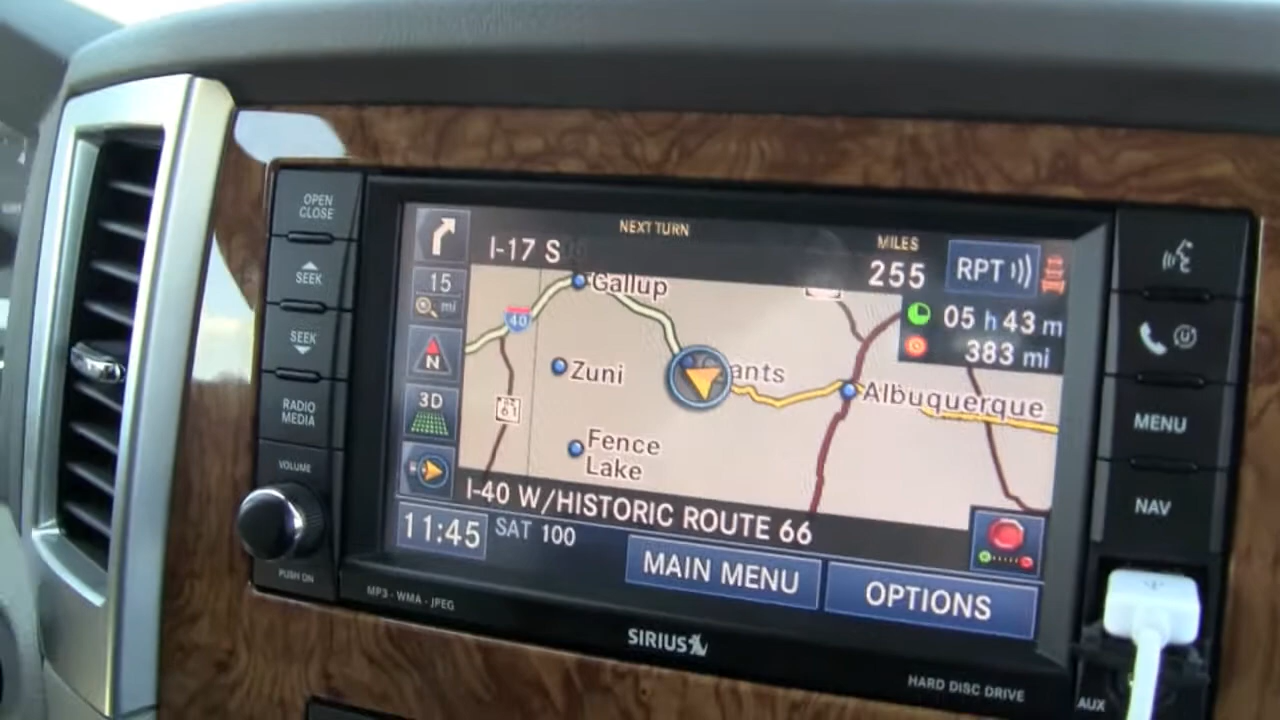 OPEN
CLOSE
SEEK
SEEK
RADIO
MEDIA
VOLUME
PUSH ON
NEXT TURN
I-17 S
MILES
255
RPT
15
mi
05 h 43 m
383 mi
Gallup
40
N
Zuni
ants
Albuquerque
61
3D
Fence
Lake
I-40 W/HISTORIC ROUTE 66
11:45
SAT 100
MAIN MENU
OPTIONS
MP3 - WMA - JPEG
SIRIUS
HARD DISC DRIVE
MENU
NAV
AUX